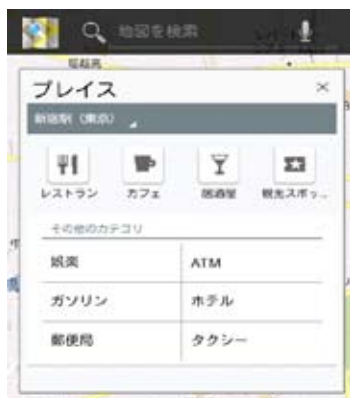 地図を検索
プレイス
新宿駅（東京）
レストラン カフェ 居酒屋 観光スポッ...
その他のカテゴリ
娯楽 ATM
ガソリン ホテル
郵便局 タクシー